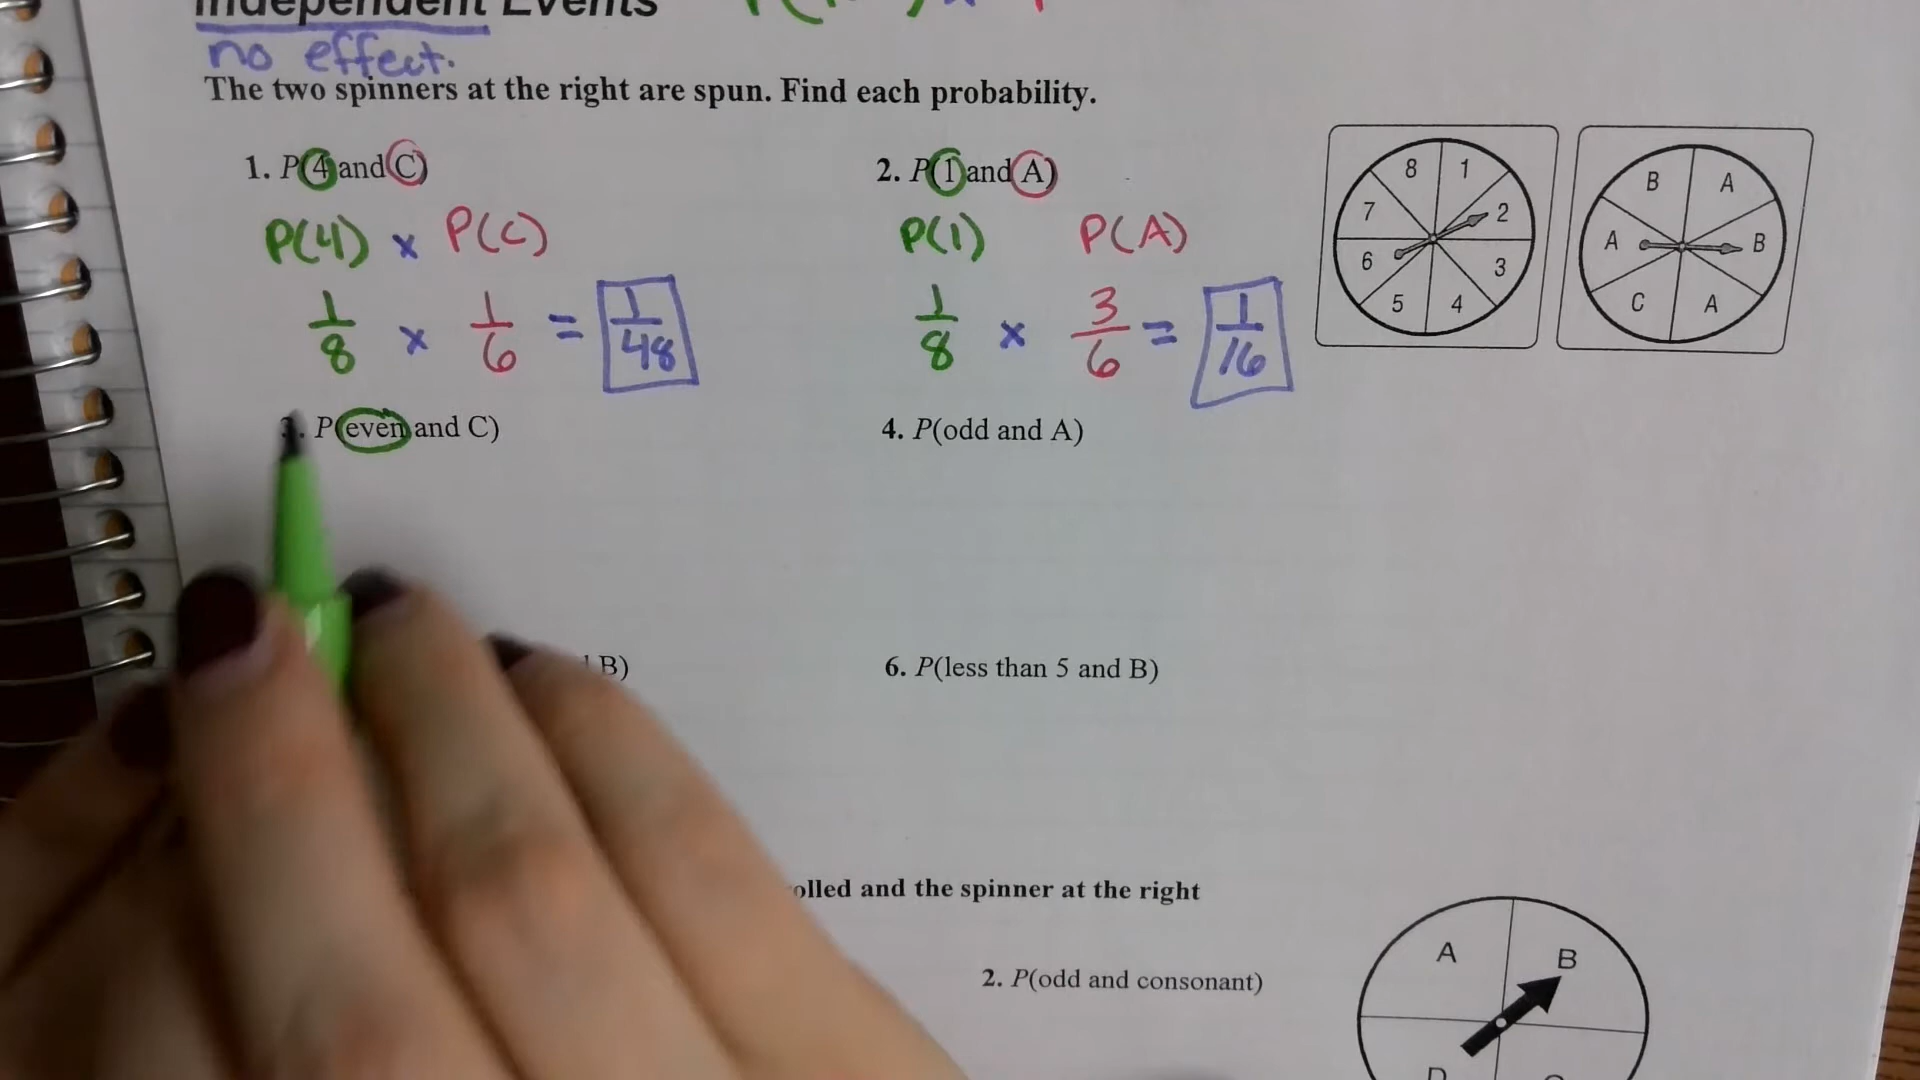 Independent Events
no effect.
The two spinners at the right are spun. Find each probability.
1. P(4 and C)
P(4) x P(C)
1/8 x 1/6 = 1/48
2. P(1 and A)
P(1) P(A)
1/8 x 3/6 = 1/16
8 1
7 2
6 3
5 4
B A
A B
C A
3. P(even and C)
4. P(odd and A)
B)
6. P(less than 5 and B)
and the spinner at the right
2. P(odd and consonant)
A B